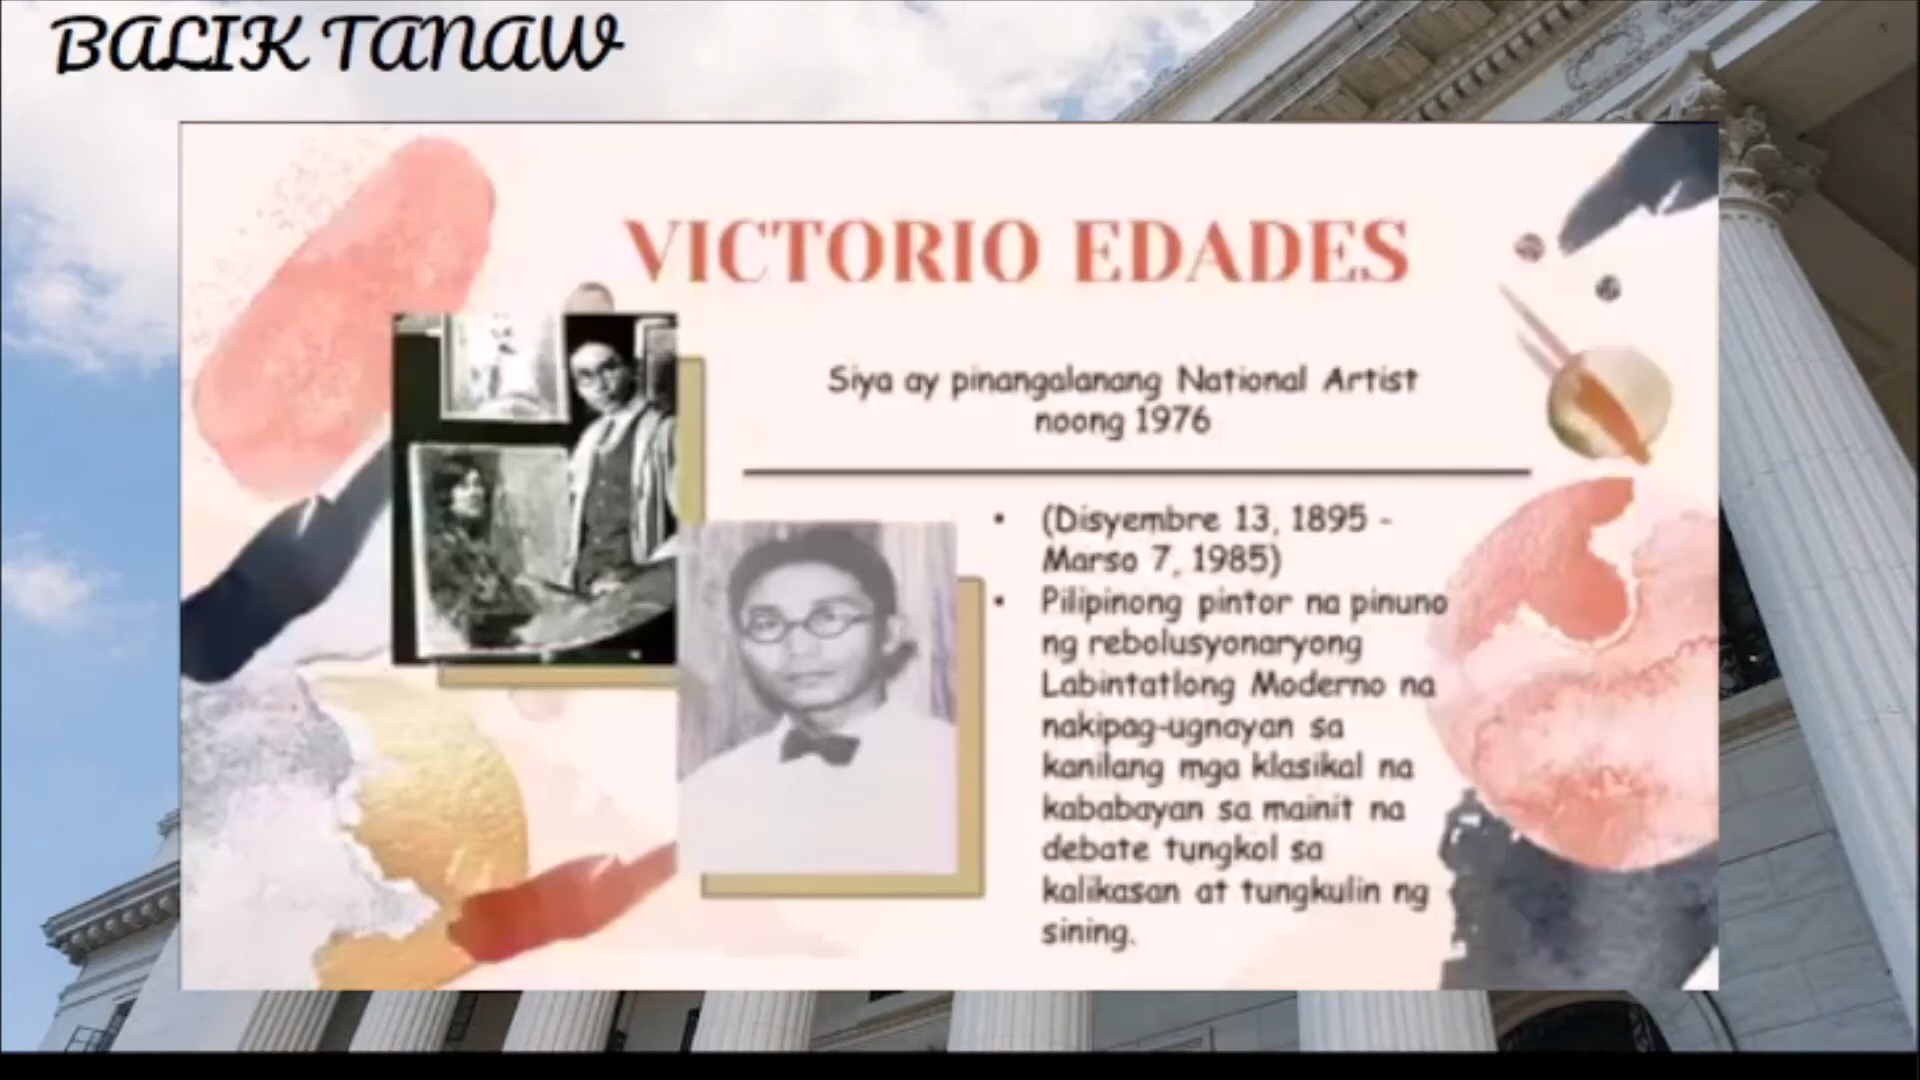 BALIK TANAW
VICTORIO EDADES
Siya ay pinangalanang National Artist
noong 1976
• (Disyembre 13, 1895 -
Marso 7, 1985)
• Pilipinong pintor na pinuno
ng rebolusyonaryong
Labintatlong Moderno na
nakipag-ugnayan sa
kanilang mga klasikal na
kababayan sa mainit na
debate tungkol sa
kalikasan at tungkulin ng
sining.